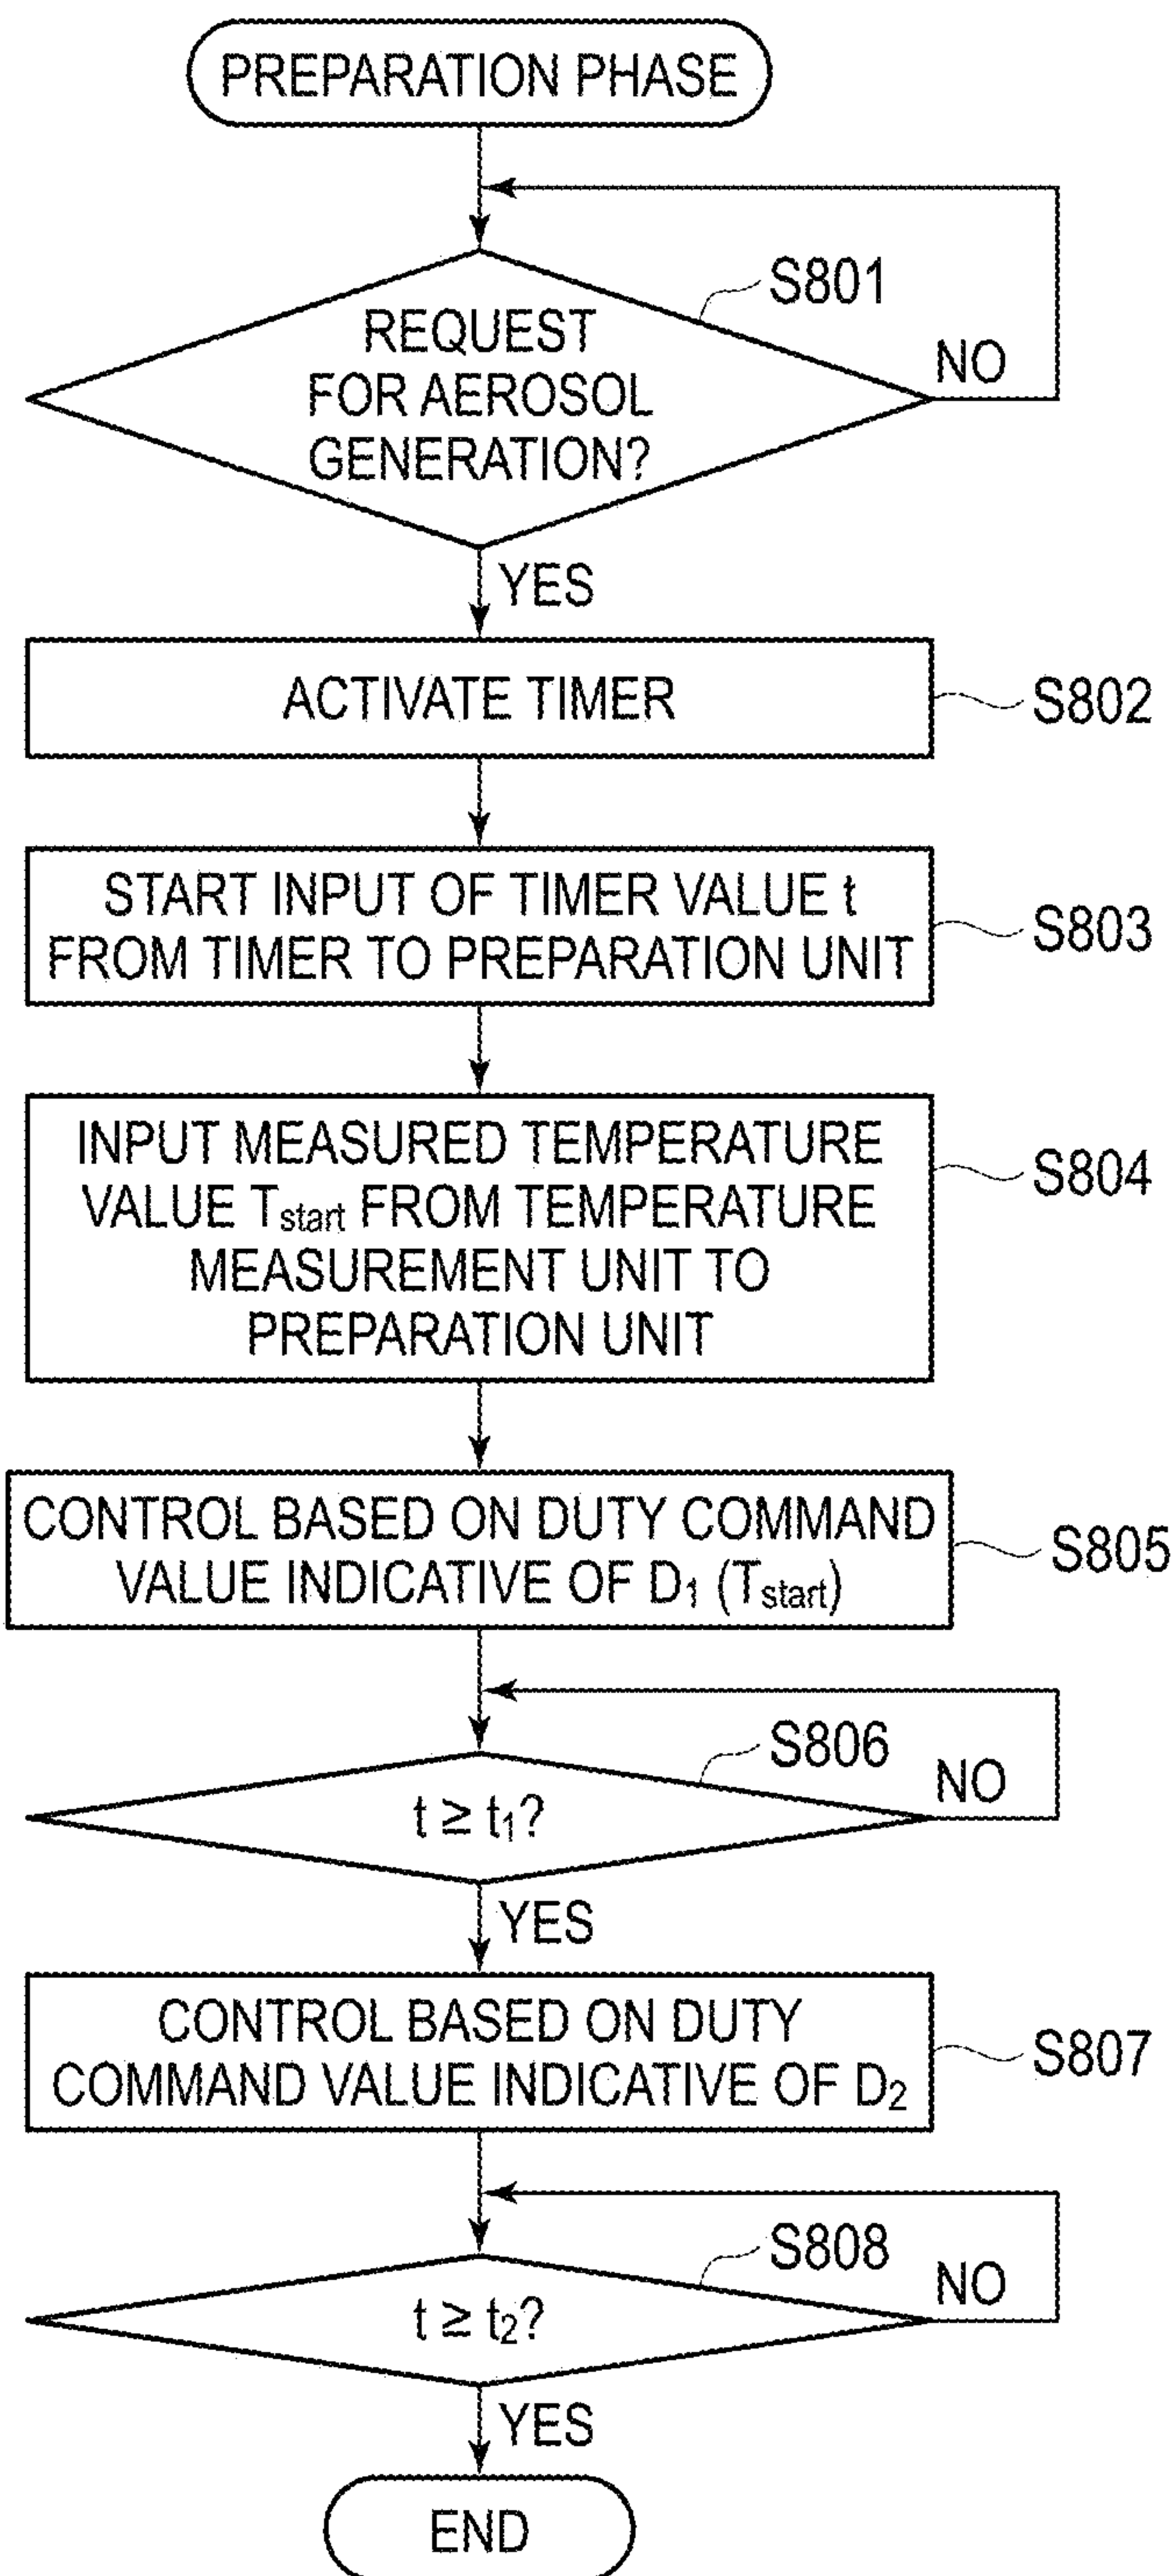 PREPARATION PHASE
S801
REQUEST
FOR AEROSOL
GENERATION?
NO
YES
ACTIVATE TIMER
S802
START INPUT OF TIMER VALUE t
FROM TIMER TO PREPARATION UNIT
S803
INPUT MEASURED TEMPERATURE
VALUE Tstart FROM TEMPERATURE
MEASUREMENT UNIT TO
PREPARATION UNIT
S804
CONTROL BASED ON DUTY COMMAND
VALUE INDICATIVE OF D1 (Tstart)
S805
S806
t ≥ t1?
NO
YES
CONTROL BASED ON DUTY
COMMAND VALUE INDICATIVE OF D2
S807
S808
t ≥ t2?
NO
YES
END